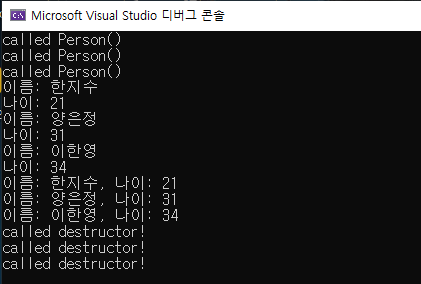 Microsoft Visual Studio 디버그 콘솔
called Person()
called Person()
called Person()
이름: 한지수
나이: 21
이름: 양은정
나이: 31
이름: 이한영
나이: 34
이름: 한지수, 나이: 21
이름: 양은정, 나이: 31
이름: 이한영, 나이: 34
called destructor!
called destructor!
called destructor!